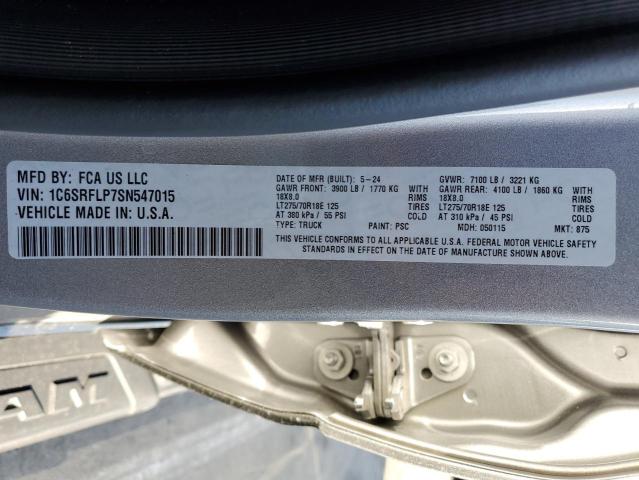 MFD BY: FCA US LLC
VIN: 1C6SRFLP7SN547015
VEHICLE MADE IN U.S.A.
DATE OF MFR (BUILT): 5-24
GAWR FRONT: 3900 LB / 1770 KG WITH
18X8.0 RIMS
LT275/70R18E 125 TIRES
AT 380 kPa / 55 PSI COLD
TYPE: TRUCK PAINT: PSC
GVWR: 7100 LB / 3221 KG
GAWR REAR: 4100 LB / 1860 KG WITH
18X8.0 RIMS
LT275/70R18E 125 TIRES
AT 310 kPa / 45 PSI COLD
MDH: 050115 MKT: 875
THIS VEHICLE CONFORMS TO ALL APPLICABLE U.S.A. FEDERAL MOTOR VEHICLE SAFETY
STANDARDS IN EFFECT ON THE DATE OF MANUFACTURE SHOWN ABOVE
AM